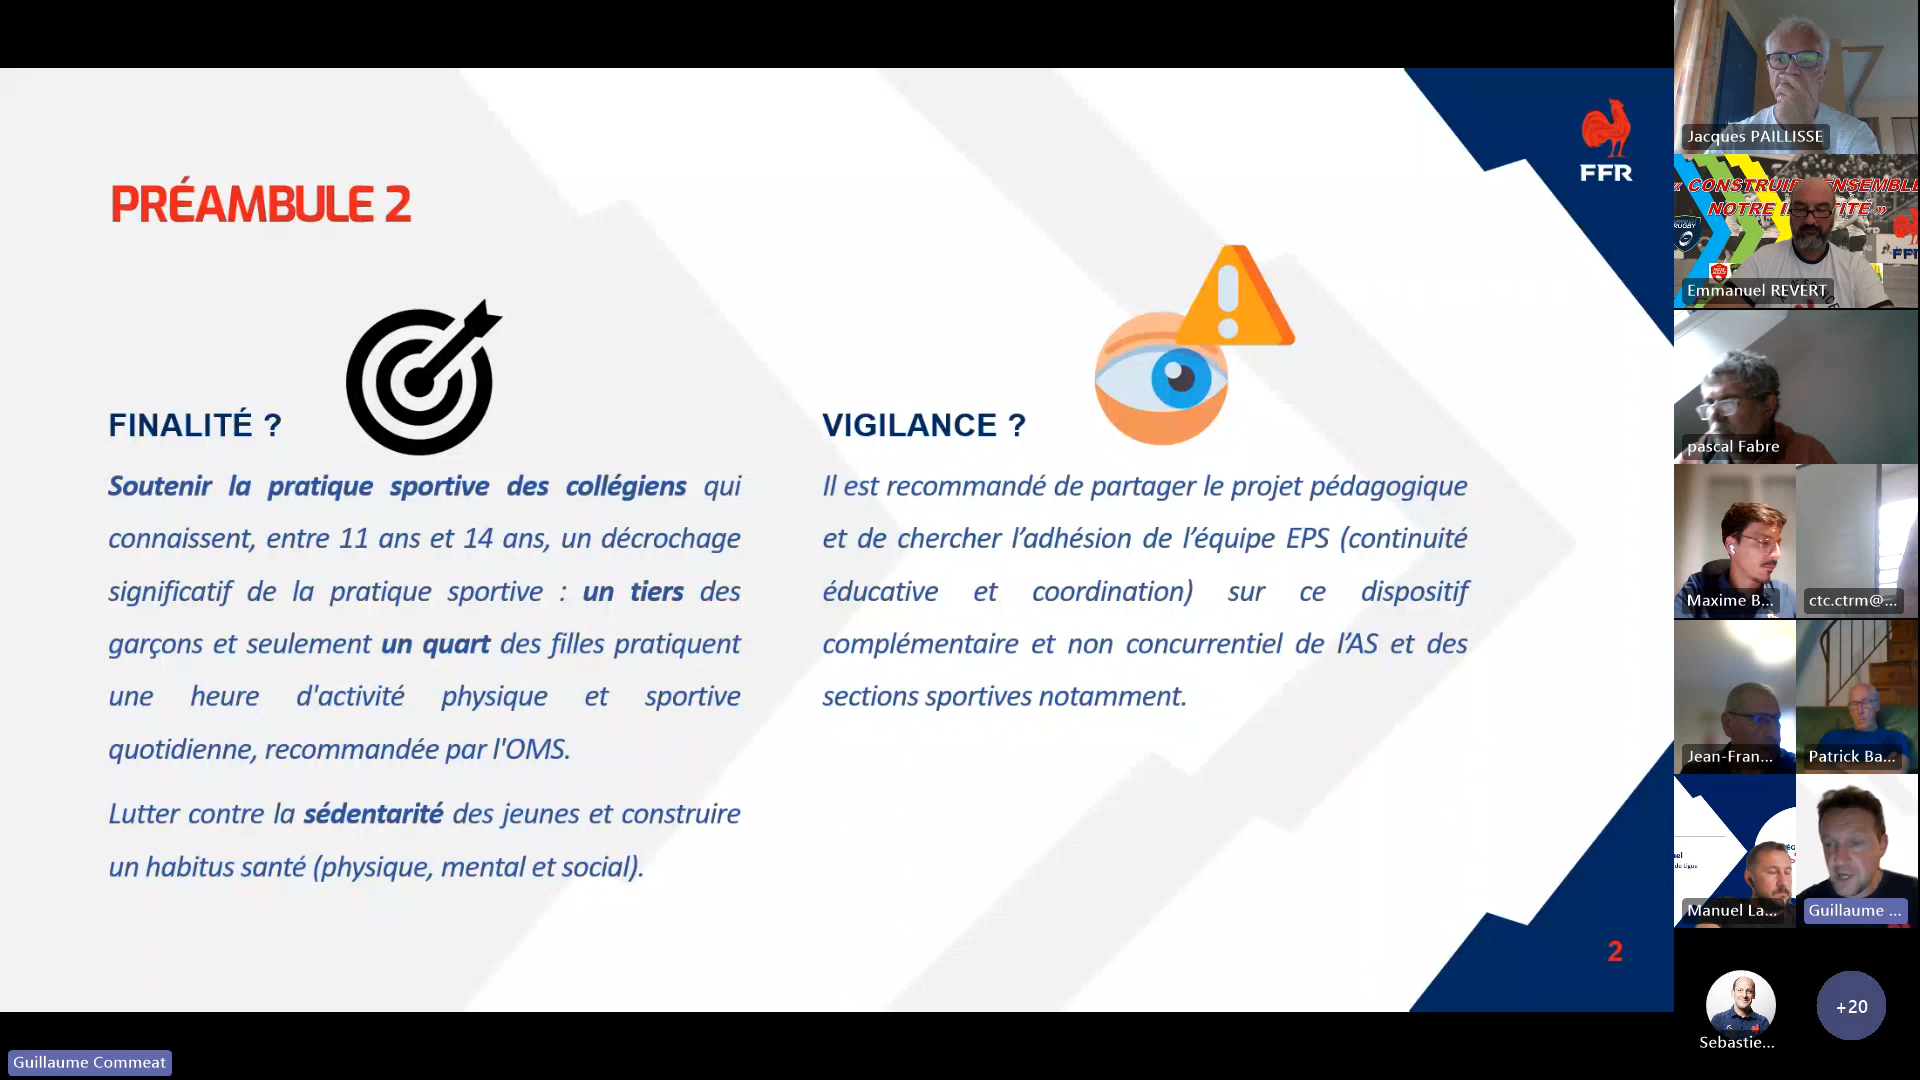 PRÉAMBULE 2
FFR
FINALITÉ ?
Soutenir la pratique sportive des collégiens qui
connaissent, entre 11 ans et 14 ans, un décrochage
significatif de la pratique sportive : un tiers des
garçons et seulement un quart des filles pratiquent
une heure d'activité physique et sportive
quotidienne, recommandée par l'OMS.
Lutter contre la sédentarité des jeunes et construire
un habitus santé (physique, mental et social).
VIGILANCE ?
Il est recommandé de partager le projet pédagogique
et de chercher l’adhésion de l’équipe EPS (continuité
éducative et coordination) sur ce dispositif
complémentaire et non concurrentiel de l’AS et des
sections sportives notamment.
2
Guillaume Commeat
Jacques PAILLISSE
« CONSTRUIR ENSEMBLE
NOTRE I TITÉ »
RUGBY
Emmanuel REVERT
pascal Fabre
Maxime B...
ctc.ctrm@...
Jean-Fran...
Patrick Ba...
Manuel La...
Guillaume ...
Sebastie...
+20